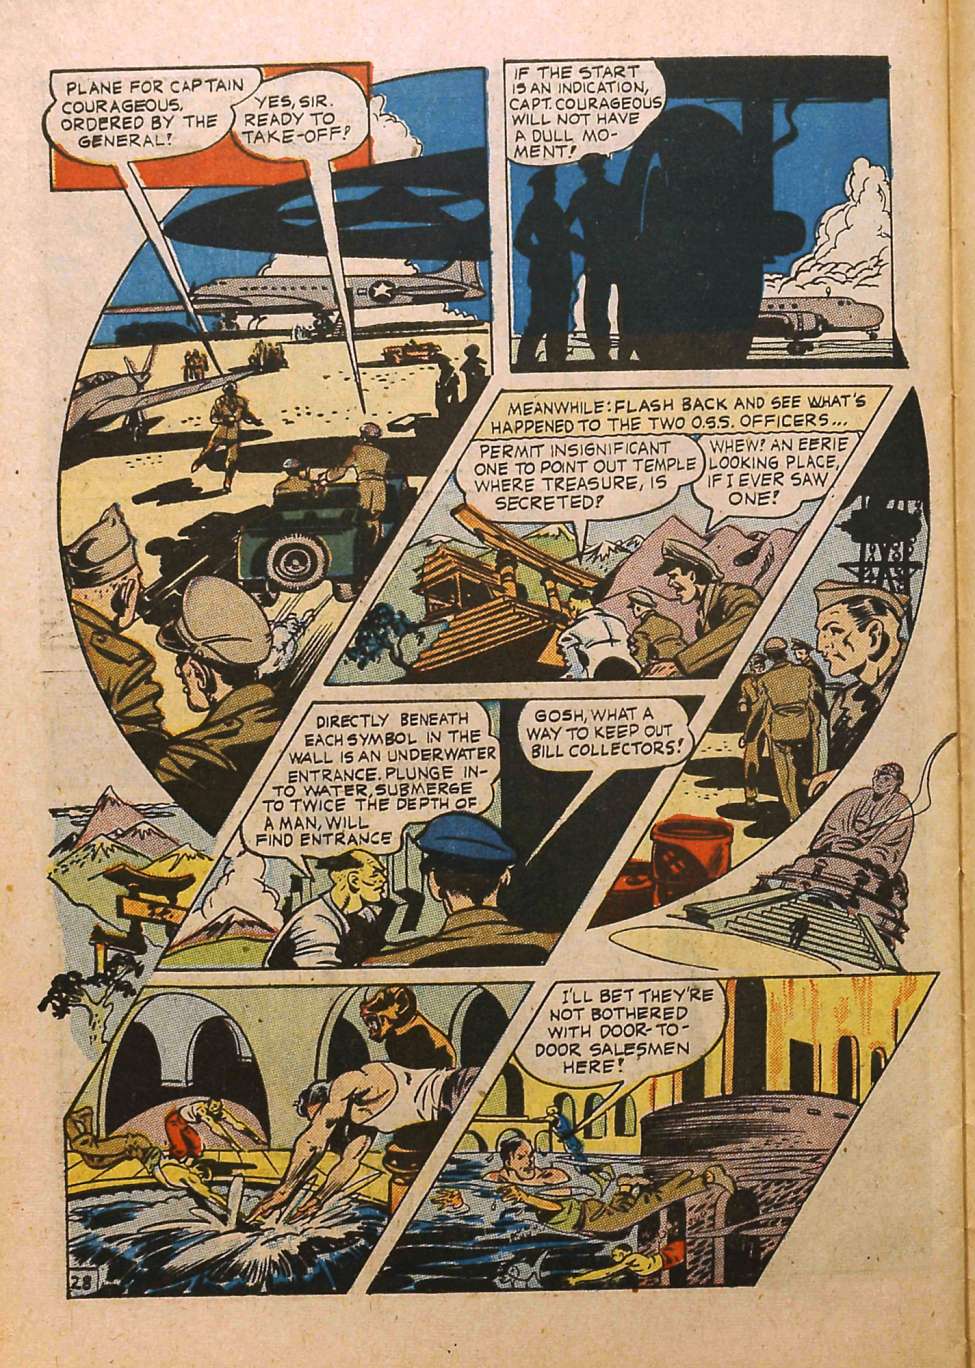 PLANE FOR CAPTAIN
COURAGEOUS,
ORDERED BY THE
GENERAL!
YES, SIR.
READY TO
TAKE-OFF!
IF THE START
IS AN INDICATION,
CAPT. COURAGEOUS
WILL NOT HAVE
A DULL MO-
MENT!
MEANWHILE: FLASH BACK AND SEE WHAT'S
HAPPENED TO THE TWO O.S.S. OFFICERS...
PERMIT INSIGNIFICANT
ONE TO POINT OUT TEMPLE
WHERE TREASURE, IS
SECRETED!
WHEW! AN EERIE
LOOKING PLACE,
IF I EVER SAW
ONE!
DIRECTLY BENEATH
EACH SYMBOL IN THE
WALL IS AN UNDERWATER
ENTRANCE. PLUNGE IN-
TO WATER, SUBMERGE
TO TWICE THE DEPTH OF
A MAN, WILL
FIND ENTRANCE
GOSH, WHAT A
WAY TO KEEP OUT
BILL COLLECTORS!
I'LL BET THEY'RE
NOT BOTHERED
WITH DOOR-TO-
DOOR SALESMEN
HERE!
28